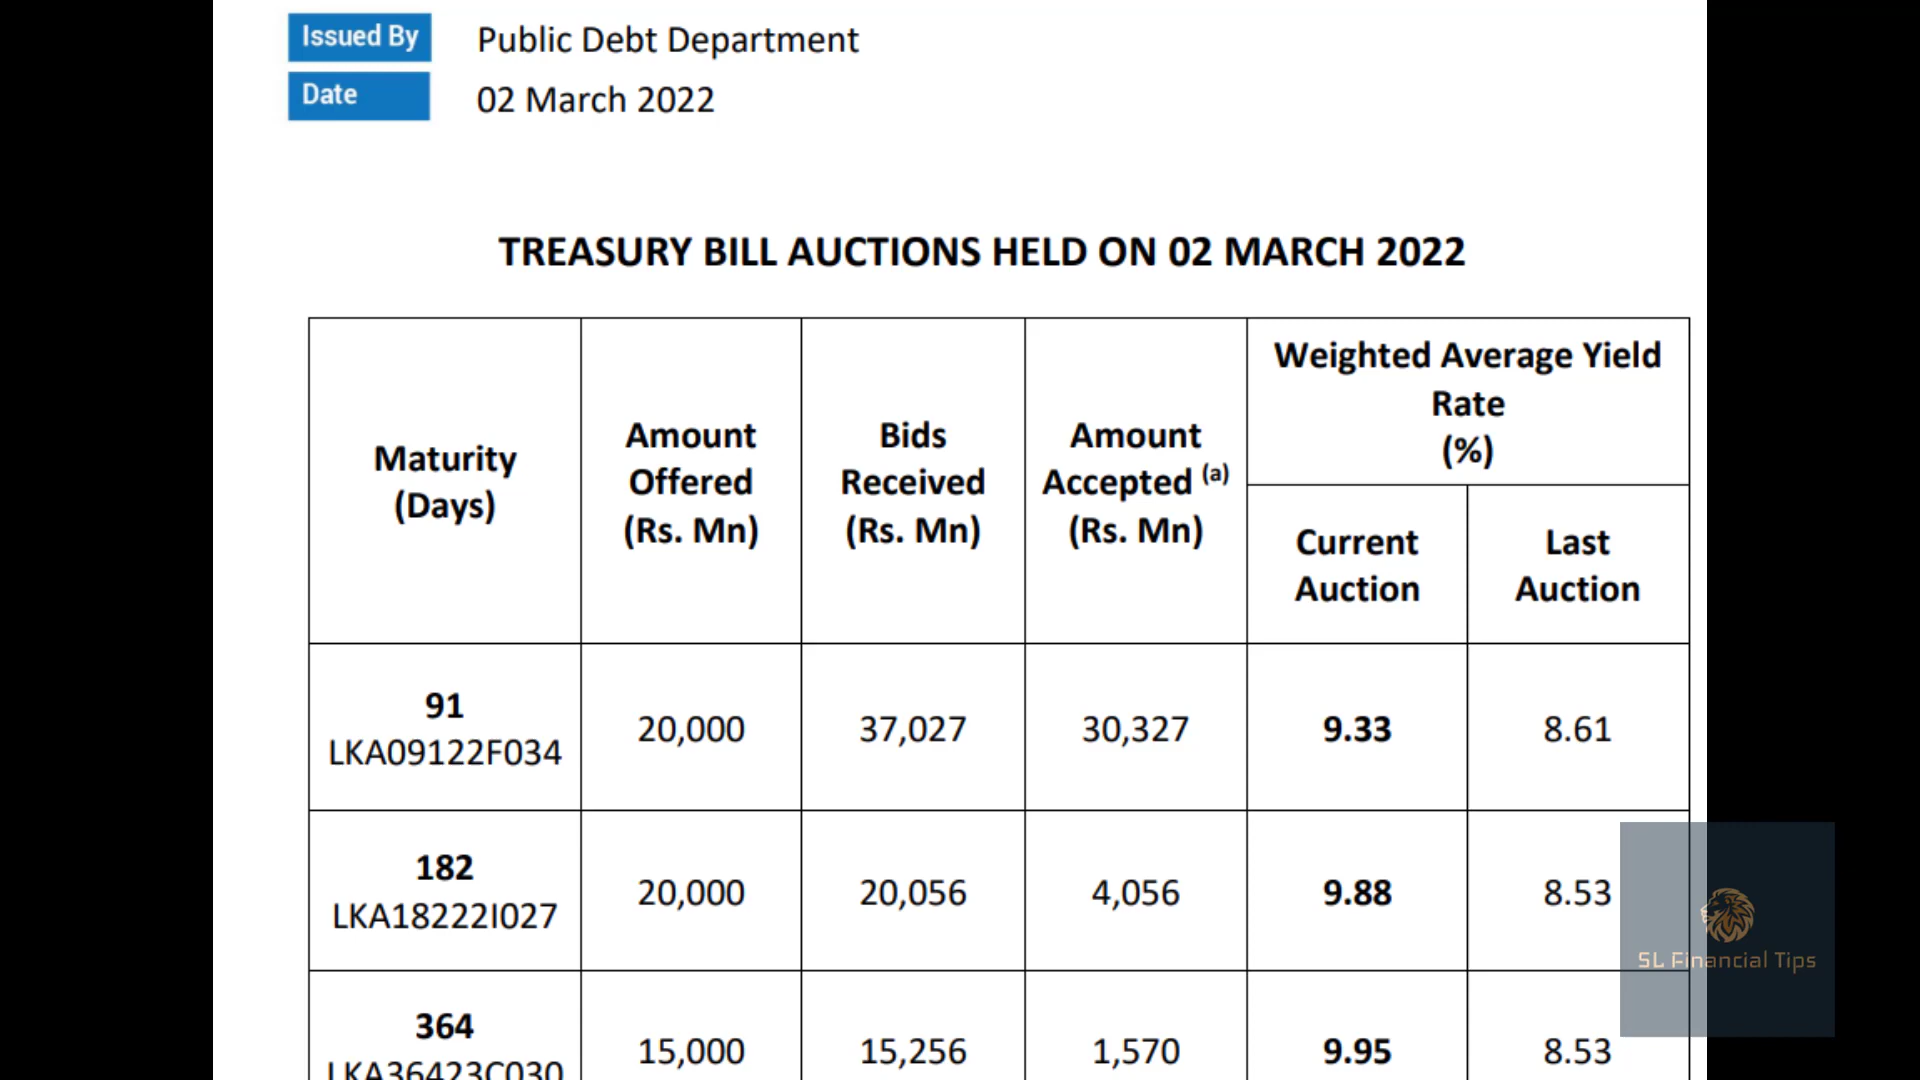 Issued By Public Debt Department
Date 02 March 2022
TREASURY BILL AUCTIONS HELD ON 02 MARCH 2022
Maturity
(Days)
Amount
Offered
(Rs. Mn)
Bids
Received
(Rs. Mn)
Amount
Accepted (a)
(Rs. Mn)
Weighted Average Yield
Rate
(%)
Current
Auction
Last
Auction
91
LKA09122F034
20,000 37,027 30,327 9.33 8.61
182
LKA18222I027
20,000 20,056 4,056 9.88 8.53
364
LKA36423C030
15,000 15,256 1,570 9.95 8.53
SL Financial Tips